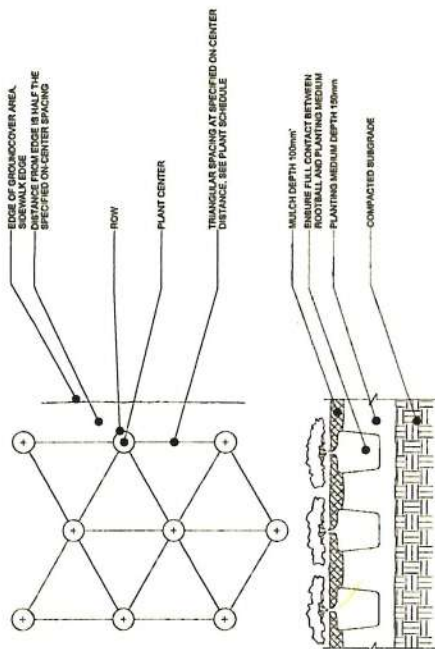 EDGE OF GROUNDCOVER AREA,
SIDEWALK EDGE
DISTANCE FROM EDGE IS HALF THE
SPECIFIED ON-CENTER SPACING
ROW
PLANT CENTER
TRIANGULAR SPACING AT SPECIFIED ON-CENTER
DISTANCE, SEE PLANT SCHEDULE
MULCH DEPTH 100mm
ENSURE FULL CONTACT BETWEEN
ROOTBALL AND PLANTING MEDIUM
PLANTING MEDIUM DEPTH 150mm
COMPACTED SUBGRADE